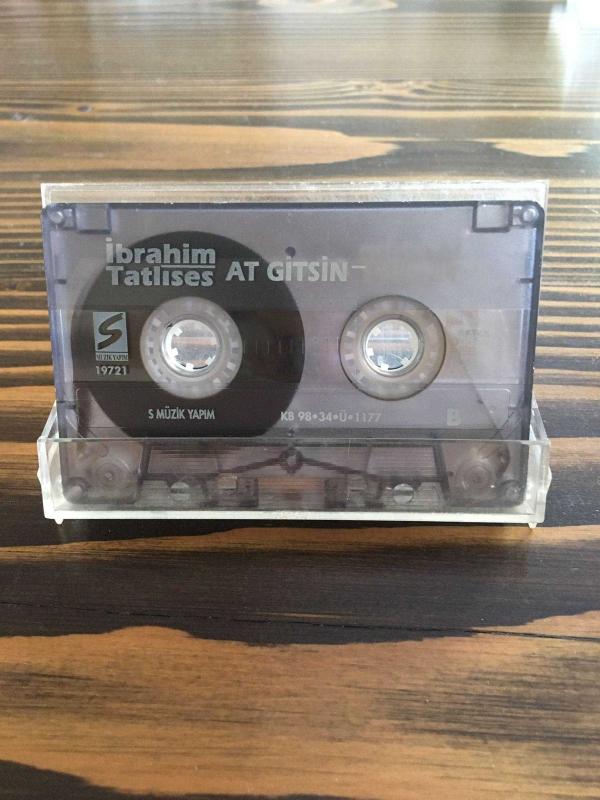 İbrahim
Tatlıses AT GİTSİN
S
MÜZİK YAPIM
19721
S MÜZİK YAPIM KB 98•34•Ü•1177 B